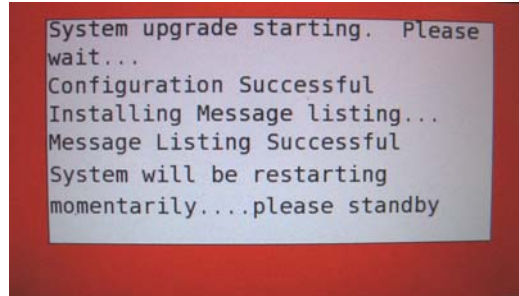 System upgrade starting.  Please
wait...
Configuration Successful
Installing Message listing...
Message Listing Successful
System will be restarting
momentarily....please standby